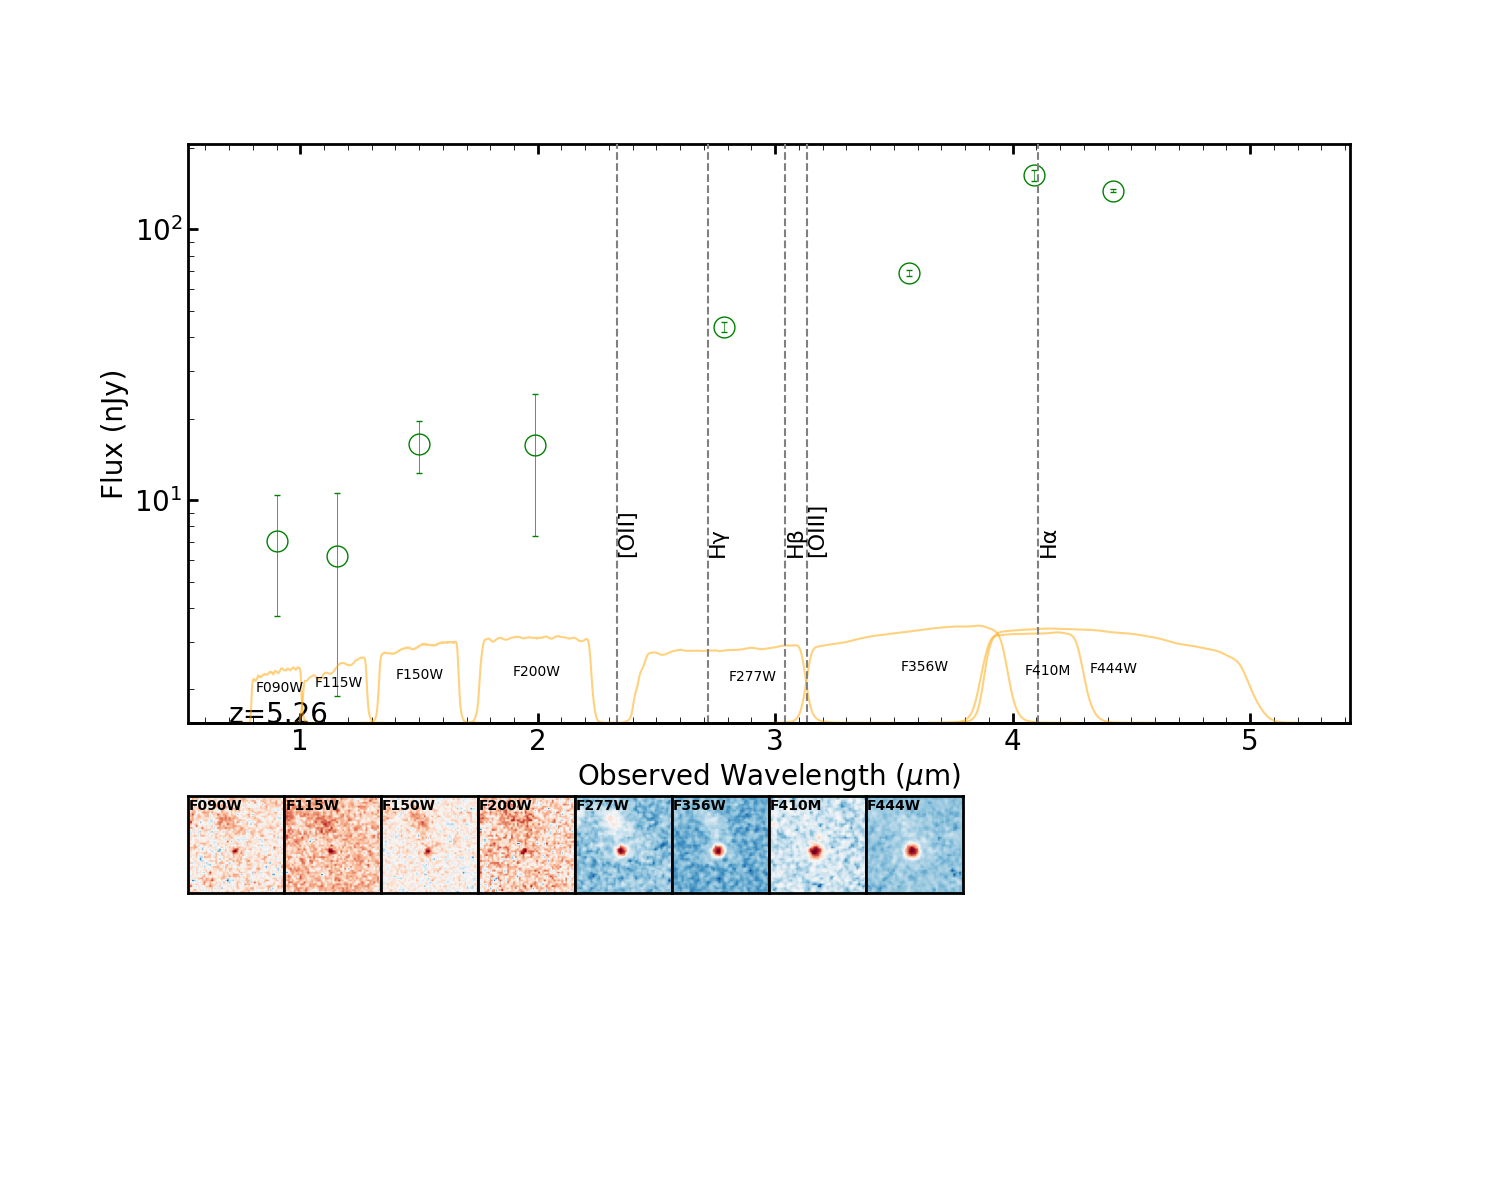 10²
10¹
Flux (nJy)
[OII]
Hγ
Hβ
[OIII]
Hα
F090W
F115W
F150W
F200W
F277W
F356W
F410M
F444W
z=5.26
1 2 3 4 5
Observed Wavelength (μm)
F090W F115W F150W F200W F277W F356W F410M F444W